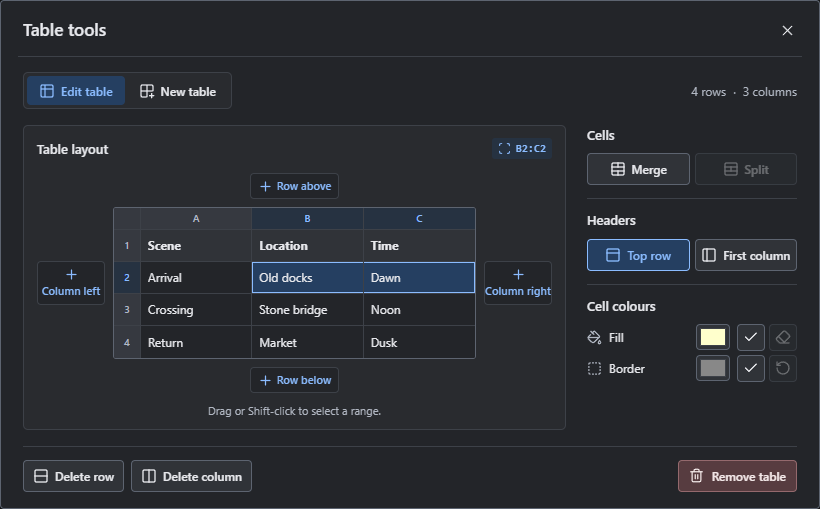 Table tools
Edit table New table
4 rows · 3 columns
Table layout
B2:C2
Row above
A B C
1 Scene Location Time
2 Arrival Old docks Dawn
3 Crossing Stone bridge Noon
4 Return Market Dusk
Column left
Column right
Row below
Drag or Shift-click to select a range.
Cells
Merge Split
Headers
Top row First column
Cell colours
Fill
Border
Delete row Delete column
Remove table